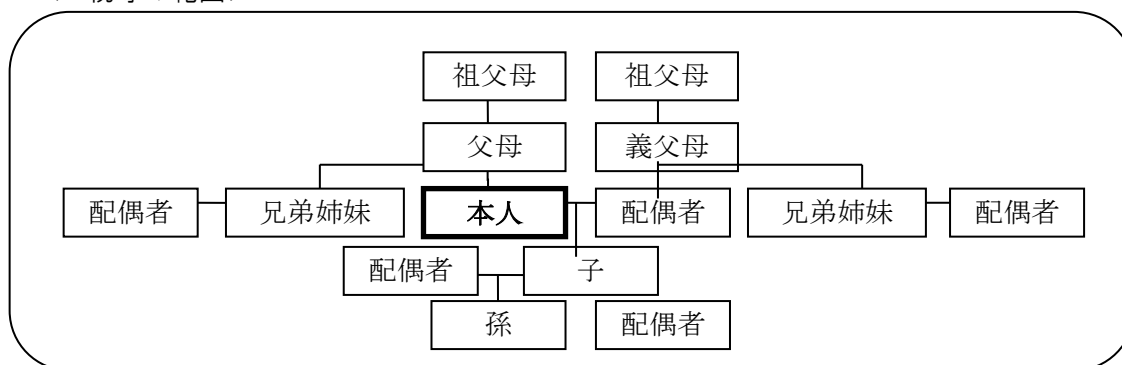 祖父母 祖父母
父母 義父母
配偶者 兄弟姉妹 本人 配偶者 兄弟姉妹 配偶者
配偶者 子
孫 配偶者